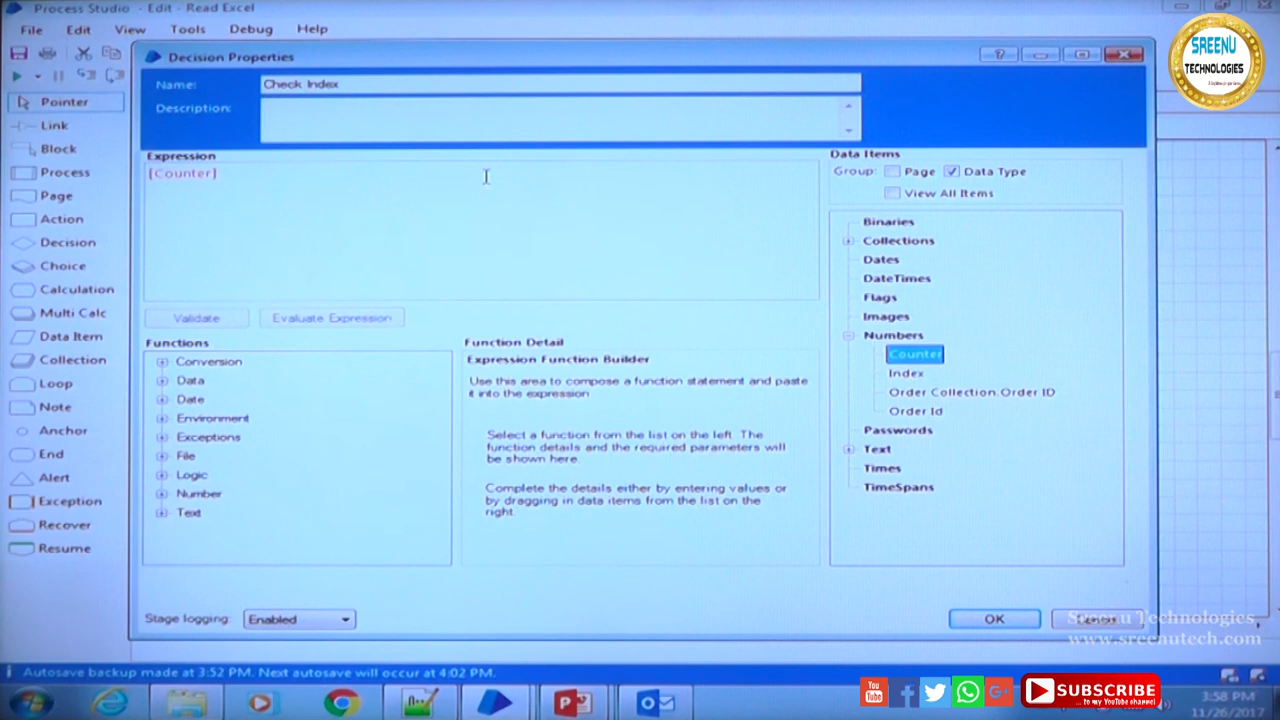 Process Studio - Edit - Read Excel
File Edit View Tools Debug Help
Decision Properties
Name: Check Index
Description:
Expression
[Counter]
Validate Evaluate Expression
Data Items
Group: Page Data Type
View All Items
Binaries
Collections
Dates
DateTimes
Flags
Images
Numbers
Counter
Index
Order Collection.Order ID
Order Id
Passwords
Text
Times
TimeSpans
Functions
Conversion
Data
Date
Environment
Exceptions
File
Logic
Number
Text
Function Detail
Expression Function Builder
Use this area to compose a function statement and paste
it into the expression
Select a function from the list on the left. The
function details and the required parameters will
be shown here.
Complete the details either by entering values or
by dragging in data items from the list on the
right.
Stage logging: Enabled
OK
Pointer
Link
Block
Process
Page
Action
Decision
Choice
Calculation
Multi Calc
Data Item
Collection
Loop
Note
Anchor
End
Alert
Exception
Recover
Resume
Autosave backup made at 3:52 PM. Next autosave will occur at 4:02 PM.
3:58 PM
11/26/2017
SREENU
TECHNOLOGIES
Sreenu Technologies
www.sreenutech.com
You
Tube
G+
SUBSCRIBE
... to my YouTube channel